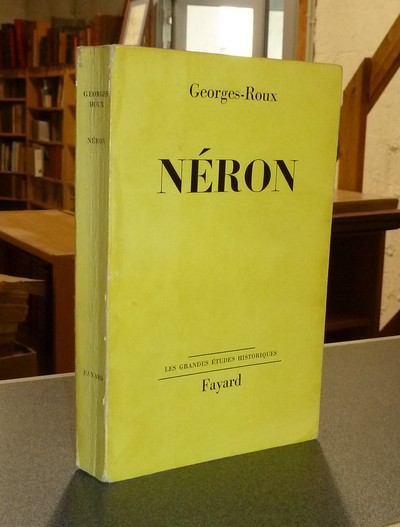 Georges-Roux
NÉRON
LES GRANDES ÉTUDES HISTORIQUES
Fayard
GEORGES
ROUX
NÉRON
FAYARD